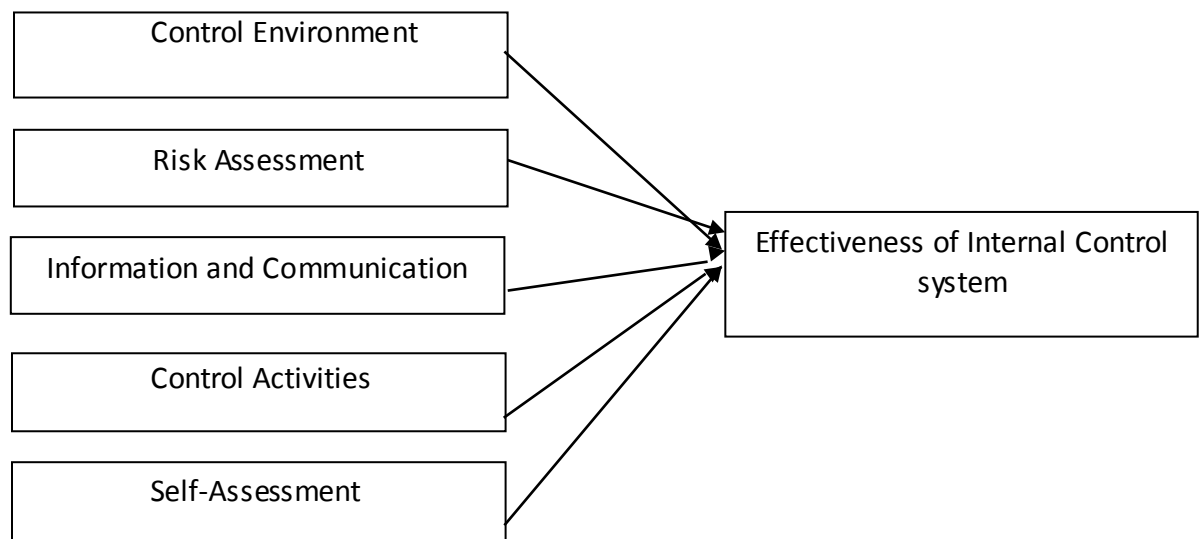 Control Environment
Risk Assessment
Information and Communication
Control Activities
Self-Assessment
Effectiveness of Internal Control
system